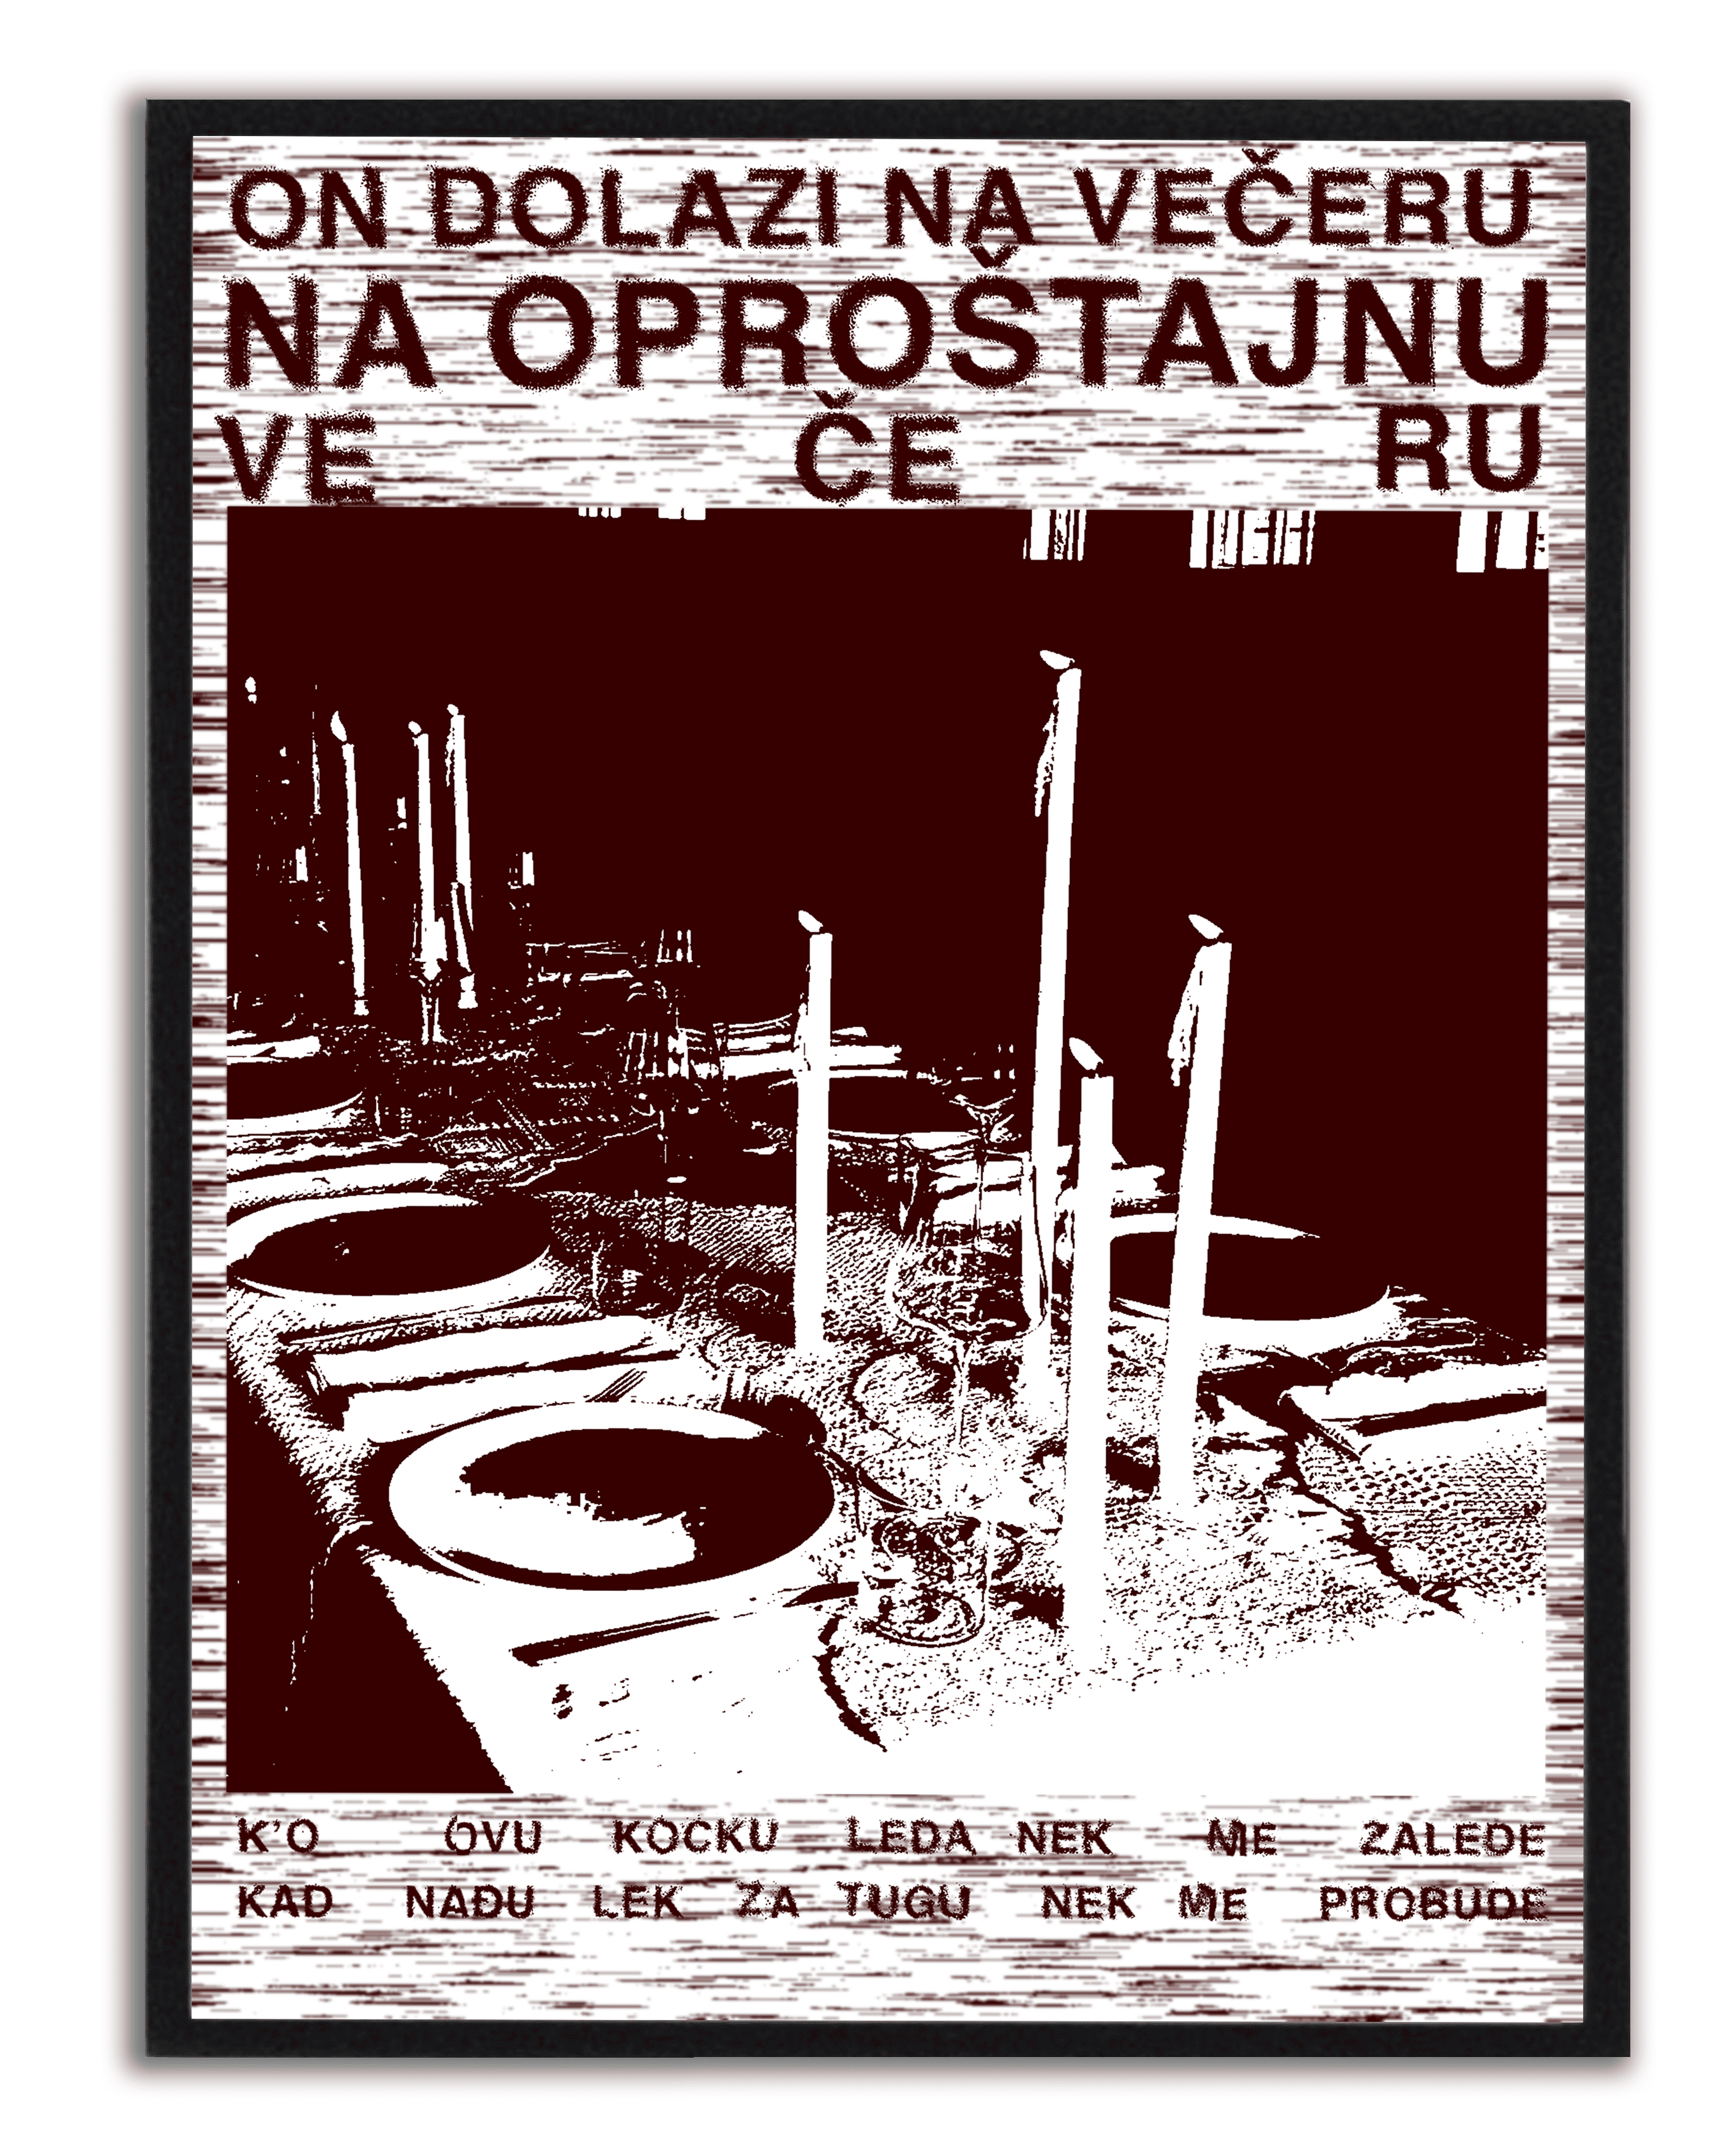 ON DOLAZI NA VEČERU
NA OPROŠTAJNU
VE ČE RU
K'O OVU KOCKU LEDA NEK ME ZALEDE
KAD NAĐU LEK ZA TUGU NEK ME PROBUDE